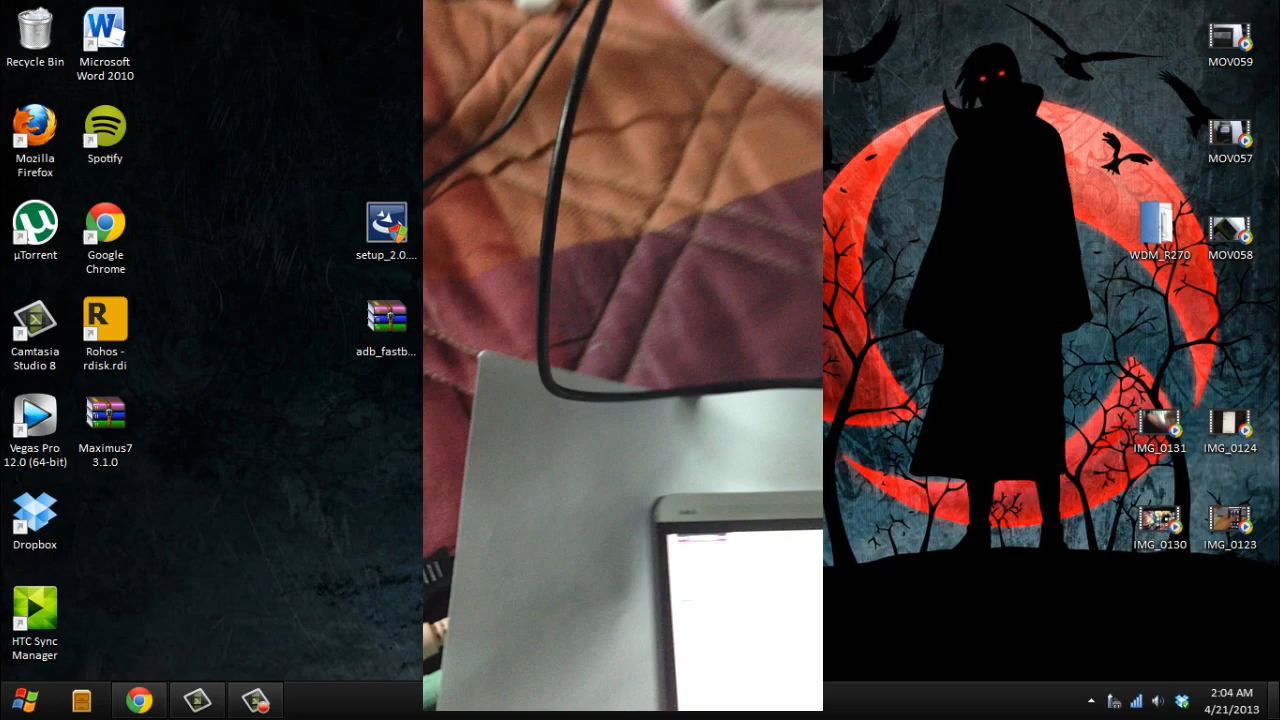 Recycle Bin
Microsoft
Word 2010
Mozilla
Firefox
Spotify
µTorrent
Google
Chrome
setup_2.0....
Camtasia
Studio 8
Rohos -
rdisk.rdi
adb_fastb...
Vegas Pro
12.0 (64-bit)
Maximus7
3.1.0
Dropbox
HTC Sync
Manager
MOV059
MOV057
WDM_R270
MOV058
IMG_0131
IMG_0124
IMG_0130
IMG_0123
2:04 AM
4/21/2013